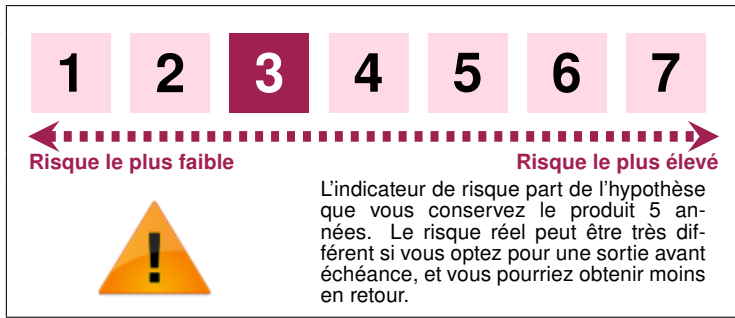 1 2 3 4 5 6 7
Risque le plus faible Risque le plus élevé
L'indicateur de risque part de l'hypothèse
que vous conservez le produit 5 an-
nées. Le risque réel peut être très dif-
férent si vous optez pour une sortie avant
échéance, et vous pourriez obtenir moins
en retour.